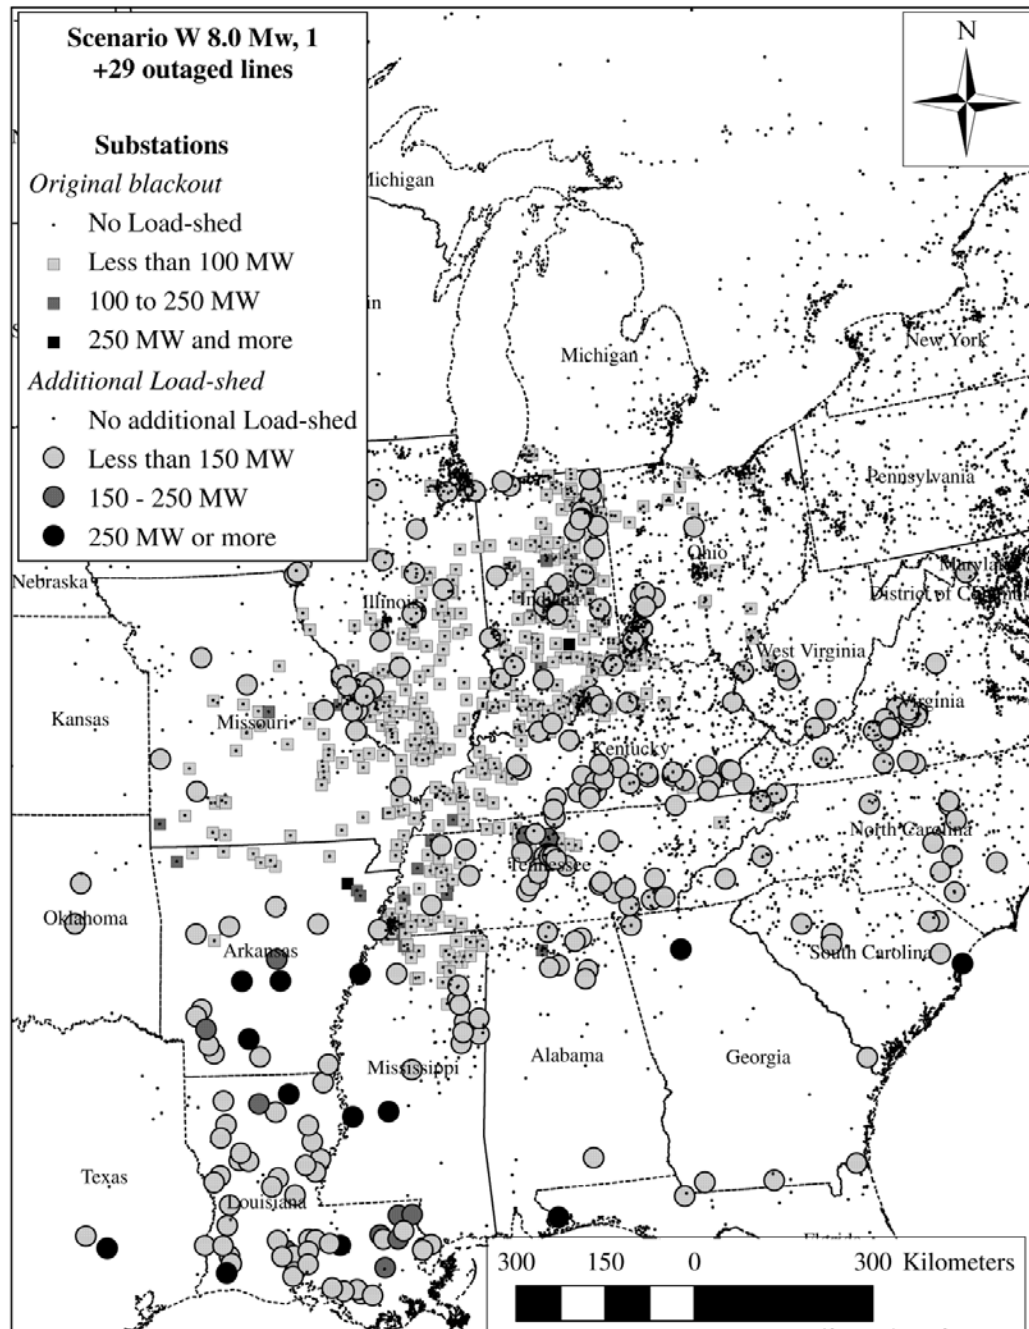 Scenario W 8.0 Mw, 1
+29 outaged lines
Substations
Original blackout
No Load-shed
Less than 100 MW
100 to 250 MW
250 MW and more
Additional Load-shed
No additional Load-shed
Less than 150 MW
150 - 250 MW
250 MW or more
N
Michigan
Michigan
New York
Pennsylvania
Nebraska
Illinois
Indiana
Ohio
Maryland
District of
West Virginia
Virginia
Kansas
Missouri
Kentucky
North Carolina
Tennessee
Oklahoma
Arkansas
South Carolina
Mississippi
Alabama
Georgia
Texas
Louisiana
300 150 0 300 Kilometers